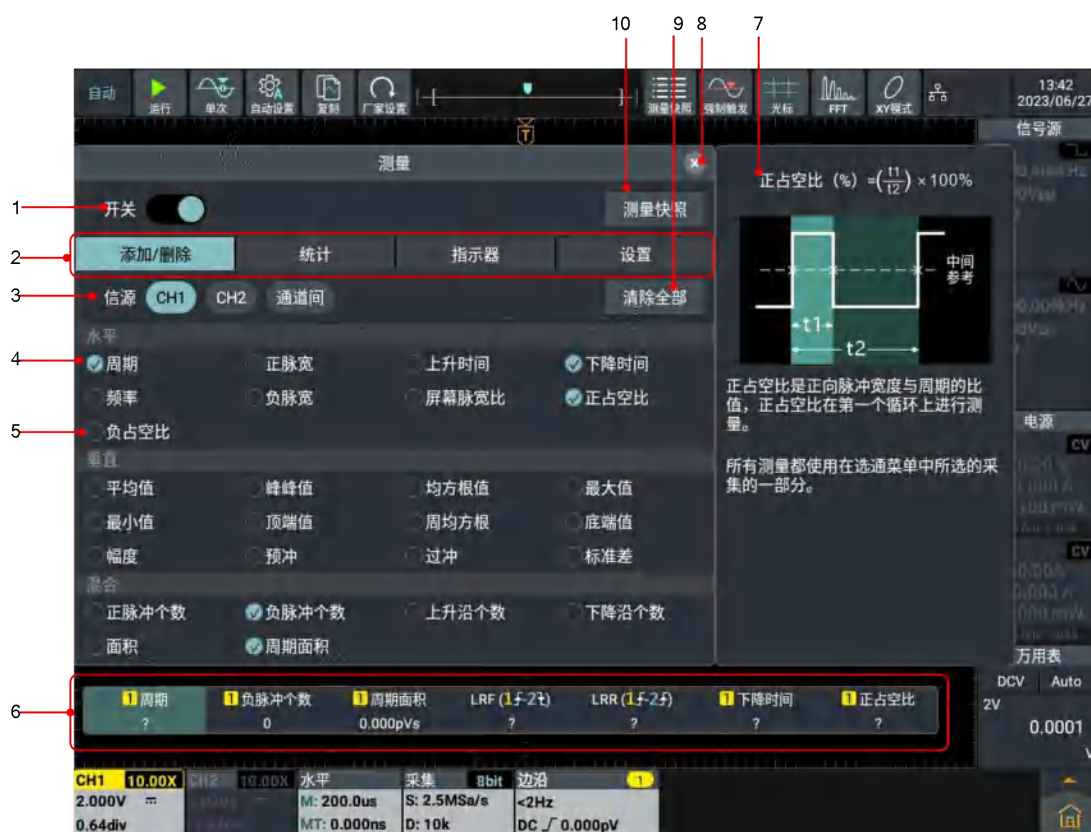 10 9 8 7
自动 运行 单次 自动设置 复制 厂家设置 测量快照 强制触发 光标 FFT XY模式 13:42
2023/06/27
T
信号源
测量
1 开关 测量快照
2 添加/删除 统计 指示器 设置
3 信源 CH1 CH2 通道间 清除全部
水平
4 周期 正脉宽 上升时间 下降时间
频率 负脉宽 屏幕脉宽比 正占空比
5 负占空比
垂直
平均值 峰峰值 均方根值 最大值
最小值 顶端值 周均方根 底端值
幅度 预冲 过冲 标准差
混合
正脉冲个数 负脉冲个数 上升沿个数 下降沿个数
面积 周期面积
正占空比（%）=(t1/t2)×100%
中间
参考
t1
t2
正占空比是正向脉冲宽度与周期的比
值，正占空比在第一个循环上进行测
量。
所有测量都使用在选通菜单中所选的采
集的一部分。
电源
CV
CV
万用表
DCV Auto
2V
0.0001
V
6 1 周期 1 负脉冲个数 1 周期面积 LRF (1-2) LRR (1-2) 1 下降时间 1 正占空比
? 0 0.000pVs ? ? ? ?
CH1 10.00X CH2 10.00X 水平 采集 8bit 边沿 1
2.000V M: 200.0us S: 2.5MSa/s <2Hz
0.64div MT: 0.000ns D: 10k DC 0.000pV